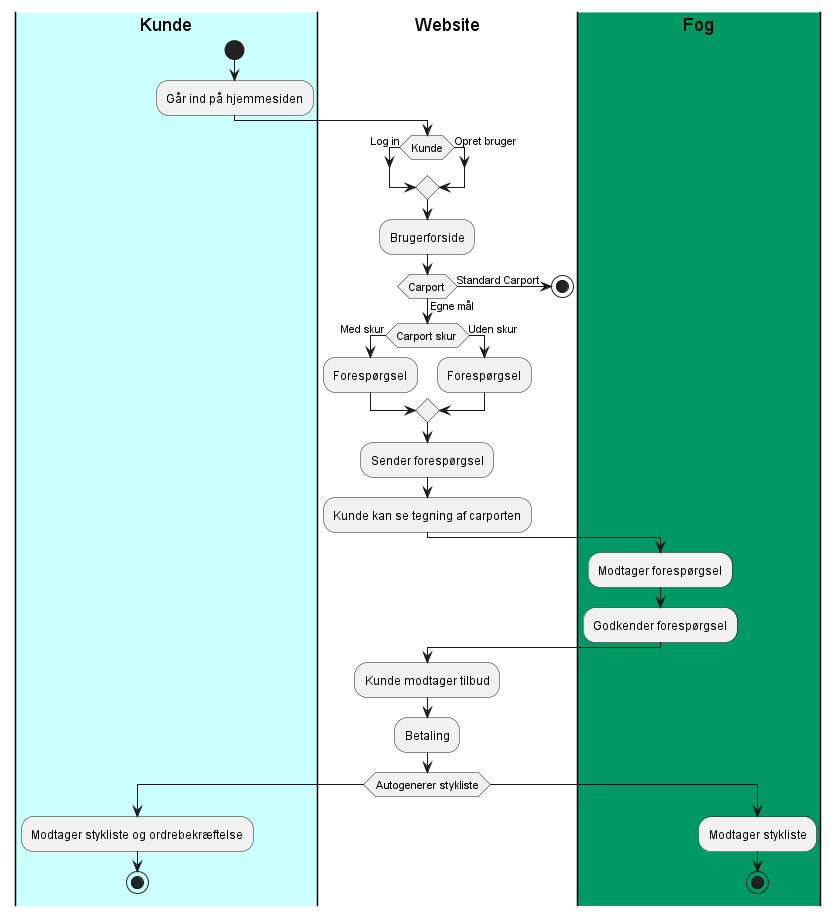 Kunde
Website
Fog
Går ind på hjemmesiden
Log in
Kunde
Opret bruger
Brugerforside
Carport
Standard Carport
Egne mål
Med skur
Carport skur
Uden skur
Forespørgsel
Forespørgsel
Sender forespørgsel
Kunde kan se tegning af carporten
Modtager forespørgsel
Godkender forespørgsel
Kunde modtager tilbud
Betaling
Autogenerer stykliste
Modtager stykliste og ordrebekræftelse
Modtager stykliste